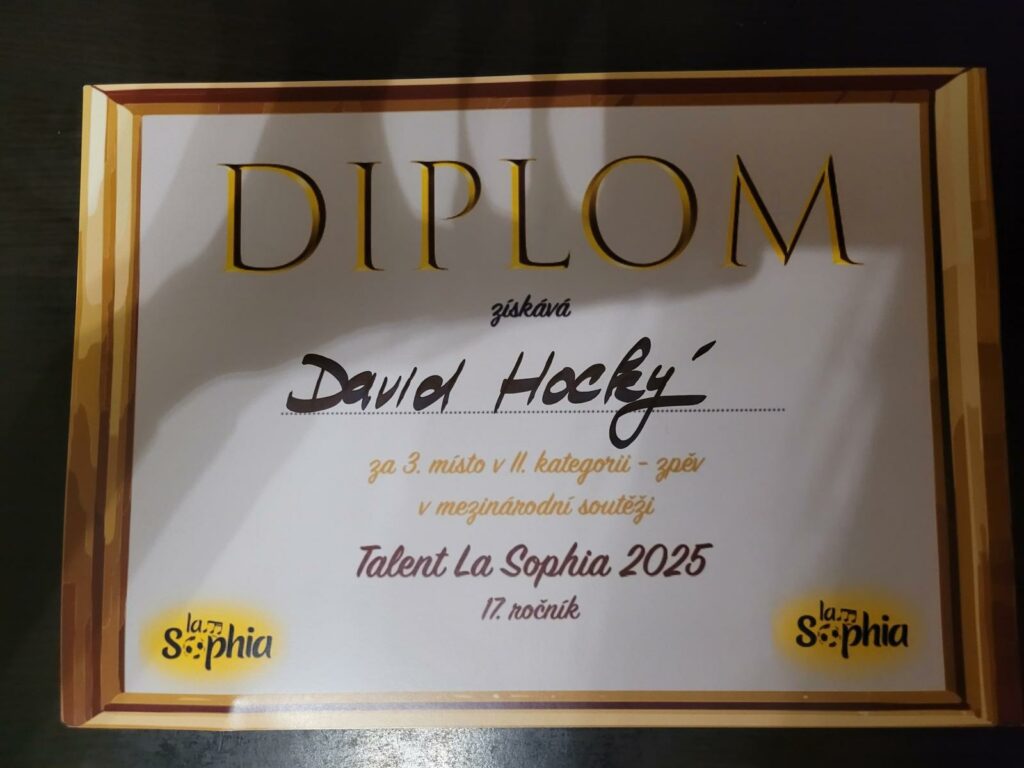 DIPLOM
získává
David Hocký
za 3. místo v II. kategorii - zpěv
v mezinárodní soutěži
Talent La Sophia 2025
17. ročník
la Sophia
la Sophia